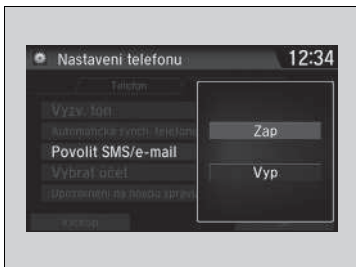 Nastaveni telefonu
12:34
Telefon
Vyzv. tón
Automatická synch. telefonu
Zap
Povolit SMS/e-mail
Vybrat účet
Vyp